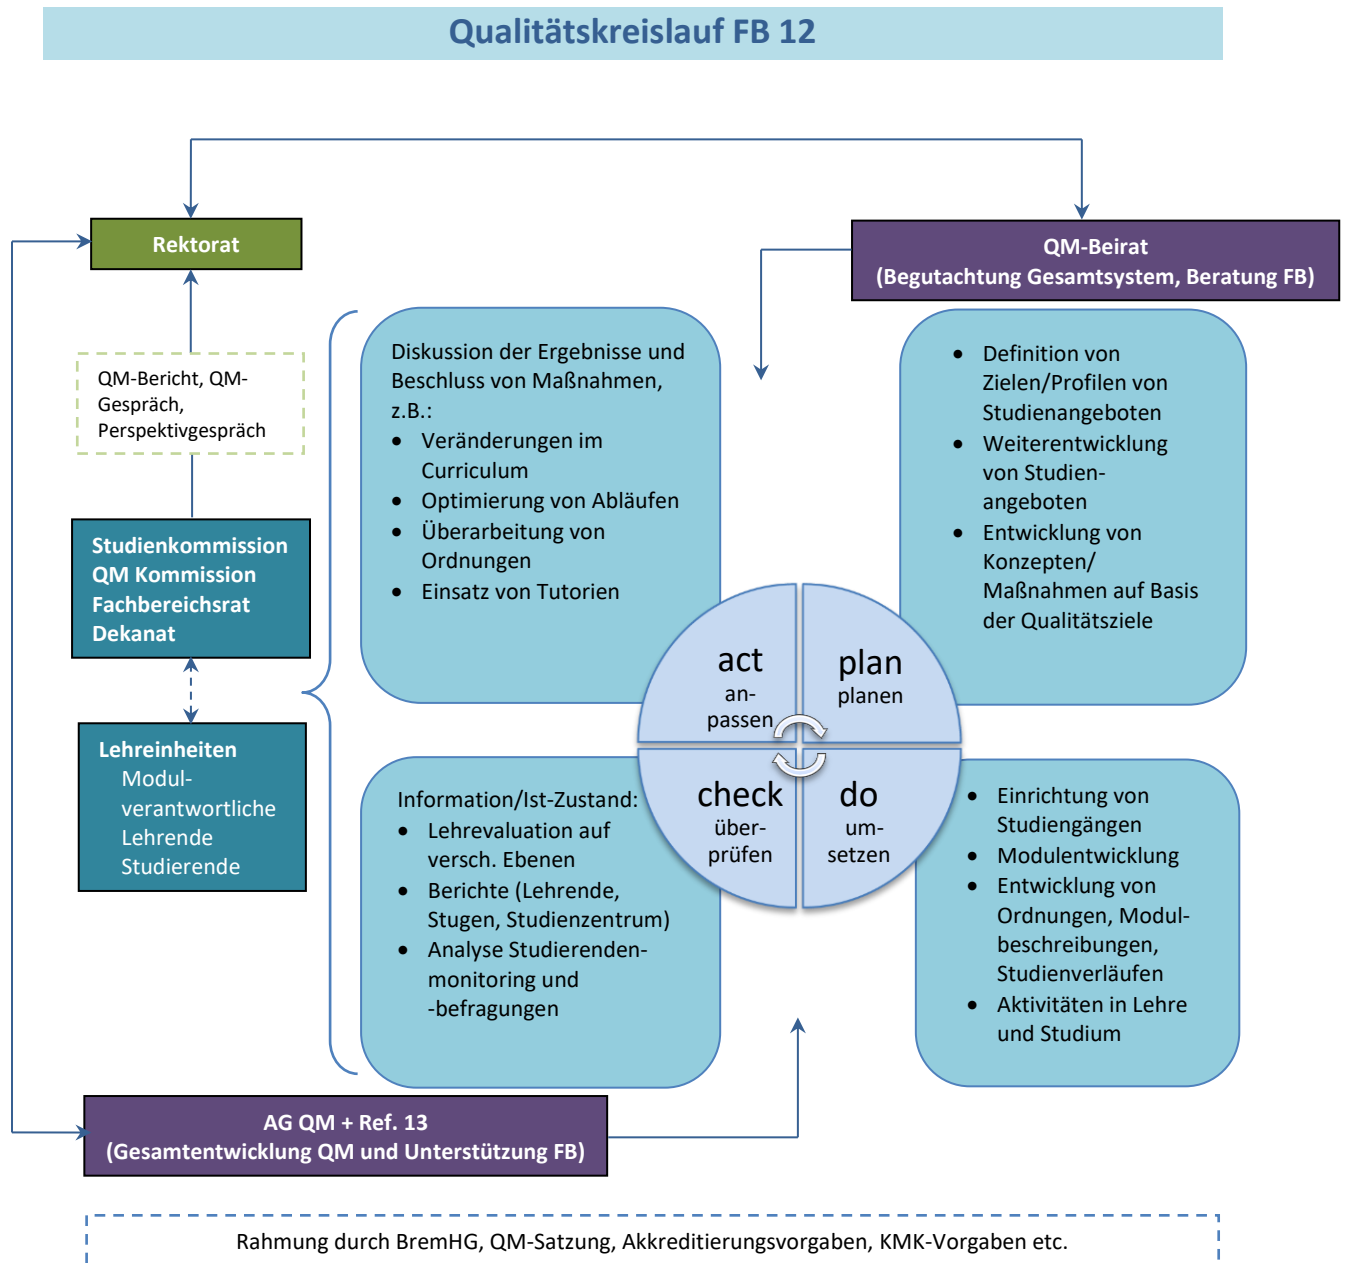 Qualitätskreislauf FB 12
Rektorat
QM-Beirat
(Begutachtung Gesamtsystem, Beratung FB)
QM-Bericht, QM-
Gespräch,
Perspektivgespräch
Studienkommission
QM Kommission
Fachbereichsrat
Dekanat
Lehreinheiten
Modul-
verantwortliche
Lehrende
Studierende
Diskussion der Ergebnisse und
Beschluss von Maßnahmen,
z.B.:
• Veränderungen im
Curriculum
• Optimierung von Abläufen
• Überarbeitung von
Ordnungen
• Einsatz von Tutorien
• Definition von
Zielen/Profilen von
Studienangeboten
• Weiterentwicklung
von Studien-
angeboten
• Entwicklung von
Konzepten/
Maßnahmen auf Basis
der Qualitätsziele
act
an-
passen
plan
planen
check
über-
prüfen
do
um-
setzen
Information/Ist-Zustand:
• Lehrevaluation auf
versch. Ebenen
• Berichte (Lehrende,
Stugen, Studienzentrum)
• Analyse Studierenden-
monitoring und
-befragungen
• Einrichtung von
Studiengängen
• Modulentwicklung
• Entwicklung von
Ordnungen, Modul-
beschreibungen,
Studienverläufen
• Aktivitäten in Lehre
und Studium
AG QM + Ref. 13
(Gesamtentwicklung QM und Unterstützung FB)
Rahmung durch BremHG, QM-Satzung, Akkreditierungsvorgaben, KMK-Vorgaben etc.